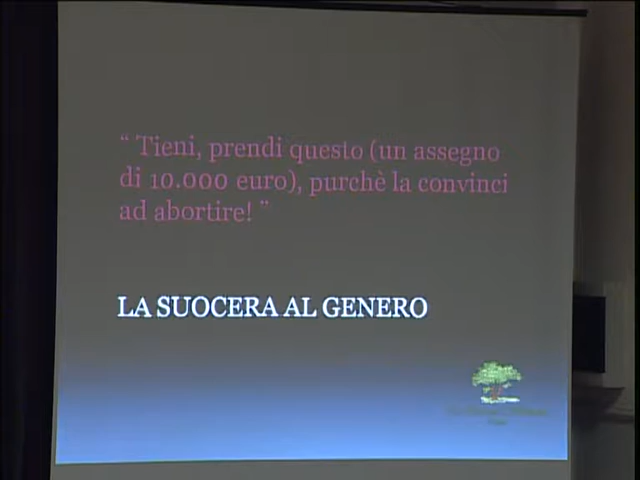 “ Tieni, prendi questo (un assegno
di 10.000 euro), purchè la convinci
ad abortire! ”
LA SUOCERA AL GENERO